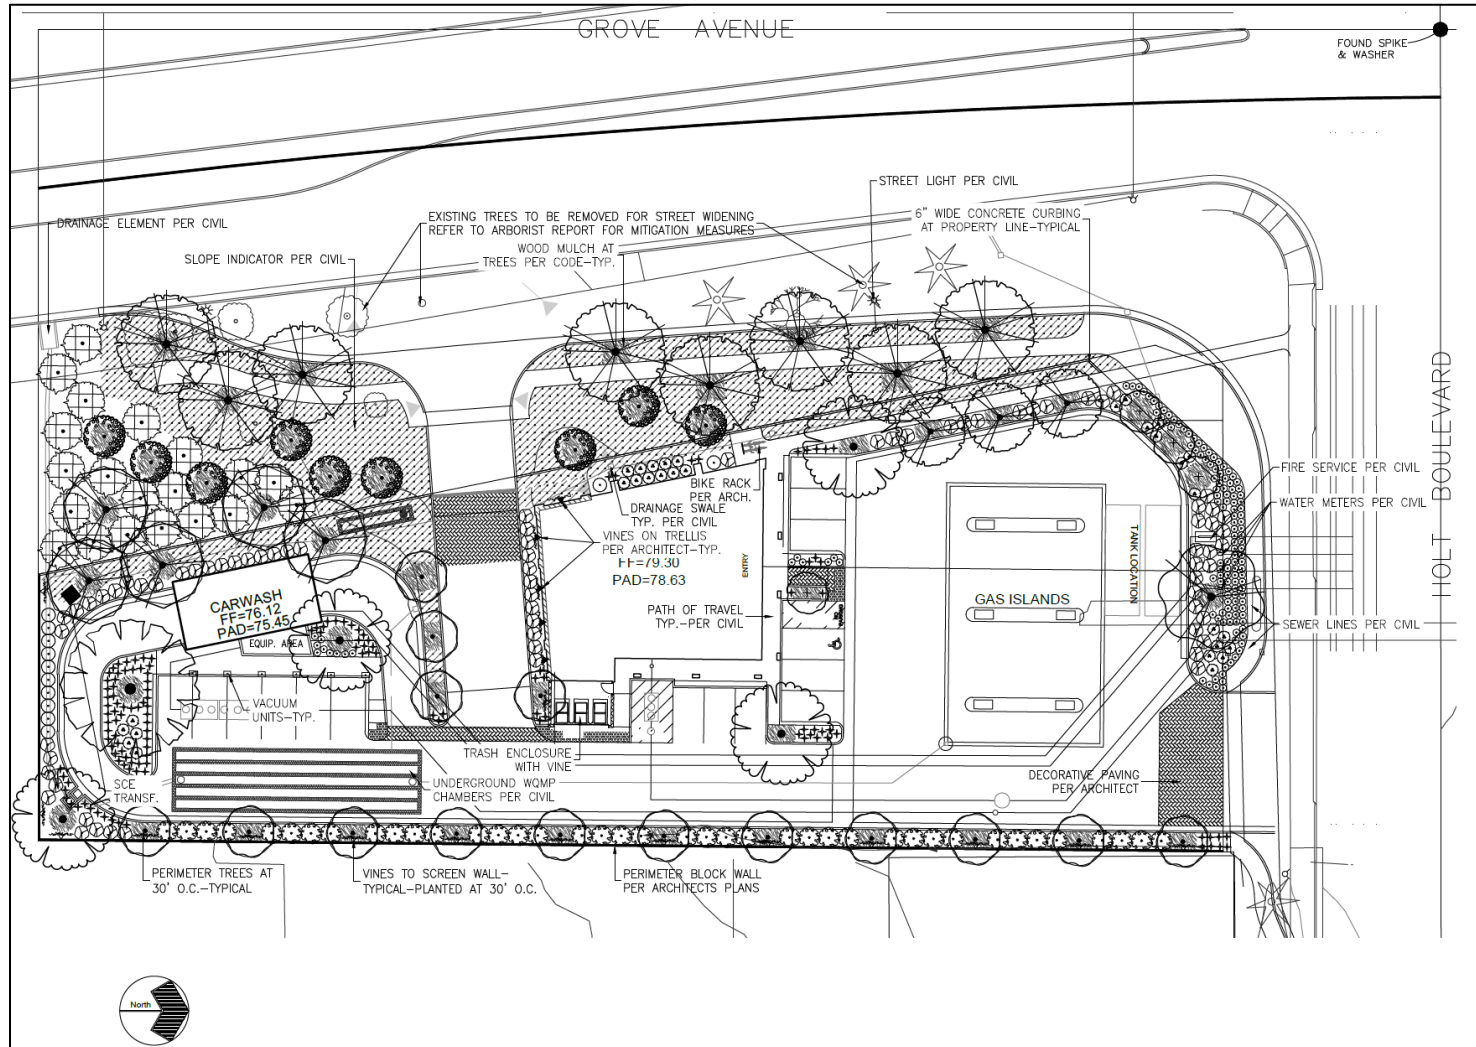 GROVE AVENUE
FOUND SPIKE
& WASHER
STREET LIGHT PER CIVIL
DRAINAGE ELEMENT PER CIVIL
EXISTING TREES TO BE REMOVED FOR STREET WIDENING
REFER TO ARBORIST REPORT FOR MITIGATION MEASURES
6" WIDE CONCRETE CURBING
AT PROPERTY LINE-TYPICAL
WOOD MULCH AT
TREES PER CODE-TYP.
SLOPE INDICATOR PER CIVIL
HOLT BOULEVARD
FIRE SERVICE PER CIVIL
WATER METERS PER CIVIL
BIKE RACK
PER ARCH.
DRAINAGE SWALE
TYP. PER CIVIL
VINES ON TRELLIS
PER ARCHITECT-TYP.
FF=79.30
PAD=78.63
ENTRY
TANK LOCATION
GAS ISLANDS
CARWASH
FF=76.12
PAD=75.45
EQUIP. AREA
PATH OF TRAVEL
TYP.-PER CIVIL
NO
PARKING
SEWER LINES PER CIVIL
VACUUM
UNITS-TYP.
TRASH ENCLOSURE
WITH VINE
SCE
TRANSF.
UNDERGROUND WQMP
CHAMBERS PER CIVIL
DECORATIVE PAVING
PER ARCHITECT
PERIMETER TREES AT
30' O.C.-TYPICAL
VINES TO SCREEN WALL-
TYPICAL-PLANTED AT 30' O.C.
PERIMETER BLOCK WALL
PER ARCHITECTS PLANS
North